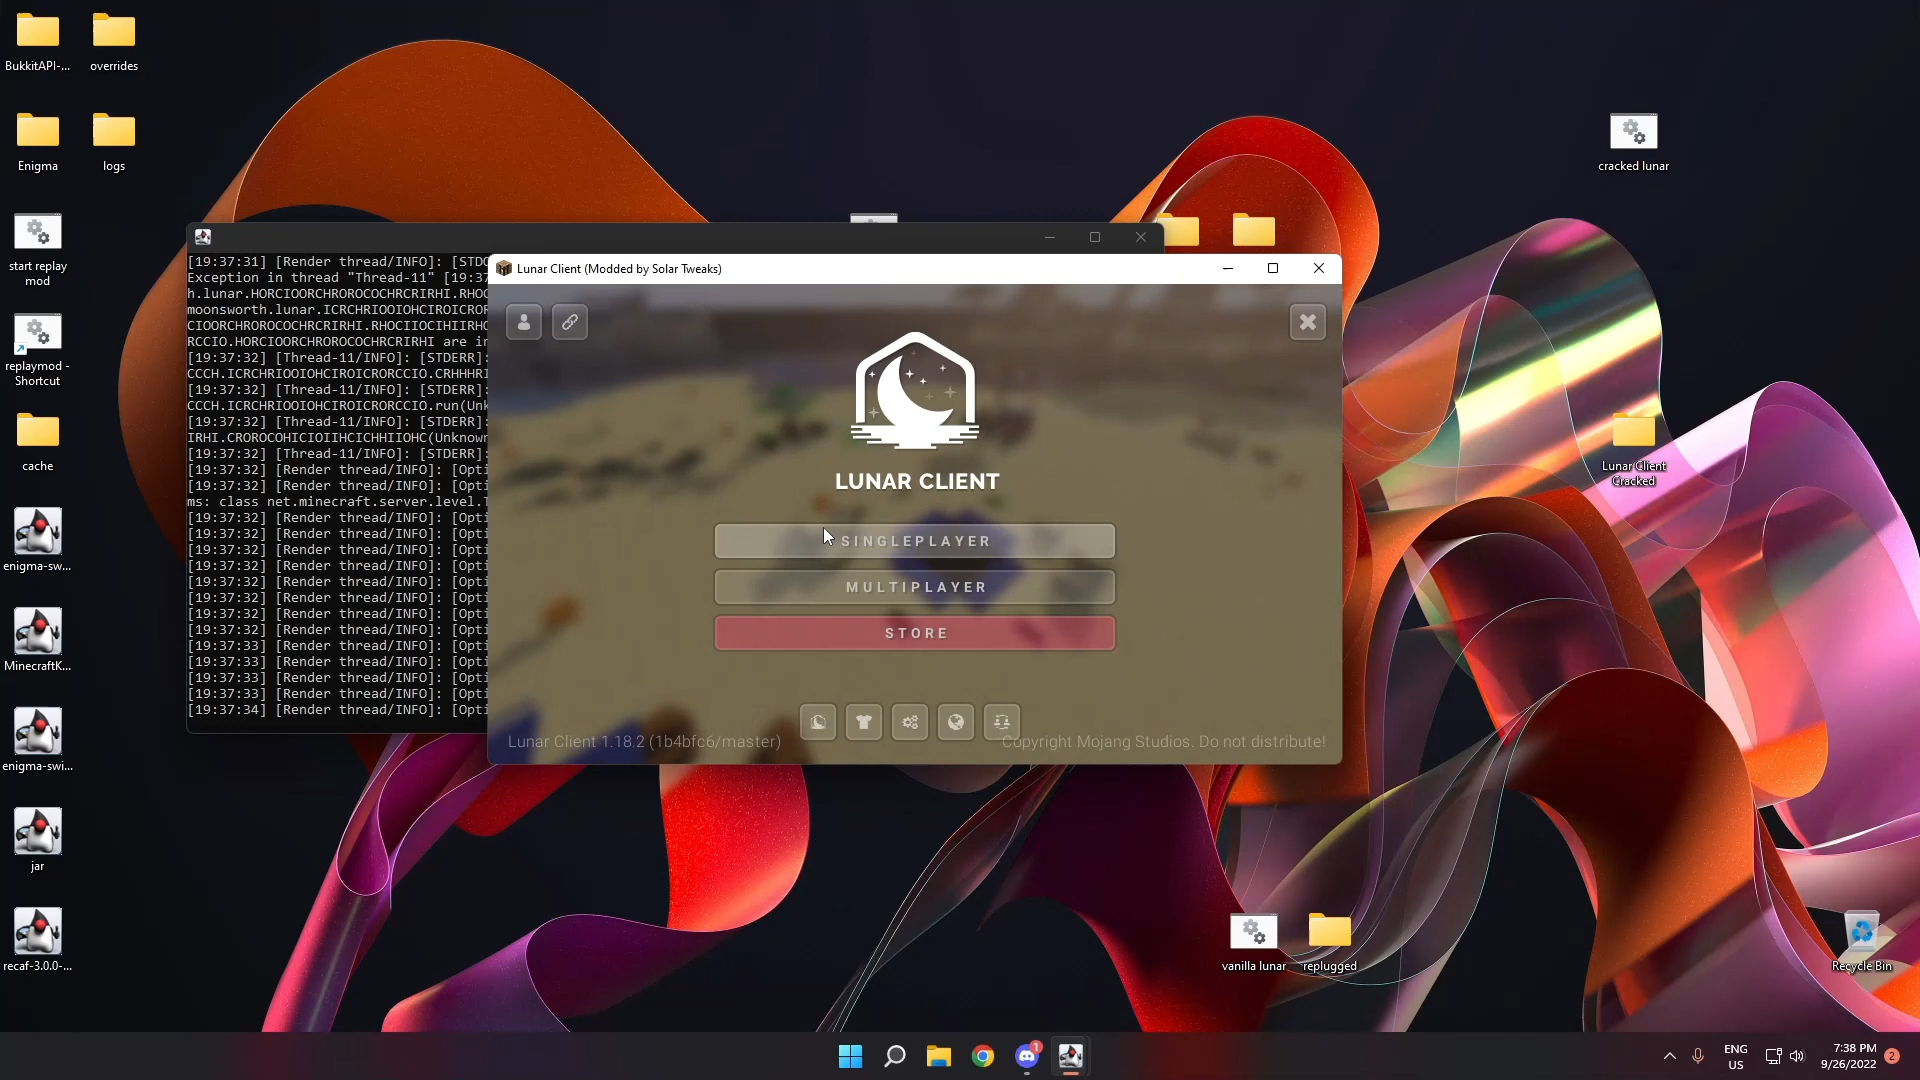 BukkitAPI-...
overrides
Enigma
logs
start replay
mod
replaymod -
Shortcut
cache
enigma-sw...
MinecraftK...
enigma-swi...
jar
recaf-3.0.0-...
cracked lunar
Lunar Client
Cracked
vanilla lunar
replugged
Recycle Bin
[19:37:31] [Render thread/INFO]: [STDO
Exception in thread "Thread-11" [19:37
h.lunar.HORCIOORCHROROCOCHRCRIRHI.RHOC
moonsworth.lunar.ICRCHRIOOIOHCIROICROR
CIOORCHROROCOCHRCRIRHI.RHOCIIOCIHIIRHO
RCCIO.HORCIOORCHROROCOCHRCRIRHI are in
[19:37:32] [Thread-11/INFO]: [STDERR]:
CCCH.ICRCHRIOOIOHCIROICRORCCIO.CRHHHRI
[19:37:32] [Thread-11/INFO]: [STDERR]:
CCCH.ICRCHRIOOIOHCIROICRORCCIO.run(Unk
[19:37:32] [Thread-11/INFO]: [STDERR]:
IRHI.CROROCOHICIOIIHCICHHIIOHC(Unknown
[19:37:32] [Thread-11/INFO]: [STDERR]:
[19:37:32] [Render thread/INFO]: [Opti
[19:37:32] [Render thread/INFO]: [Opti
ms: class net.minecraft.server.level.T
[19:37:32] [Render thread/INFO]: [Opti
[19:37:32] [Render thread/INFO]: [Opti
[19:37:32] [Render thread/INFO]: [Opti
[19:37:32] [Render thread/INFO]: [Opti
[19:37:32] [Render thread/INFO]: [Opti
[19:37:32] [Render thread/INFO]: [Opti
[19:37:32] [Render thread/INFO]: [Opti
[19:37:32] [Render thread/INFO]: [Opti
[19:37:33] [Render thread/INFO]: [Opti
[19:37:33] [Render thread/INFO]: [Opti
[19:37:33] [Render thread/INFO]: [Opti
[19:37:33] [Render thread/INFO]: [Opti
[19:37:34] [Render thread/INFO]: [Opti
Lunar Client (Modded by Solar Tweaks)
LUNAR CLIENT
SINGLEPLAYER
MULTIPLAYER
STORE
Lunar Client 1.18.2 (1b4bfc6/master)
Copyright Mojang Studios. Do not distribute!
1
ENG
US
7:38 PM
9/26/2022
2